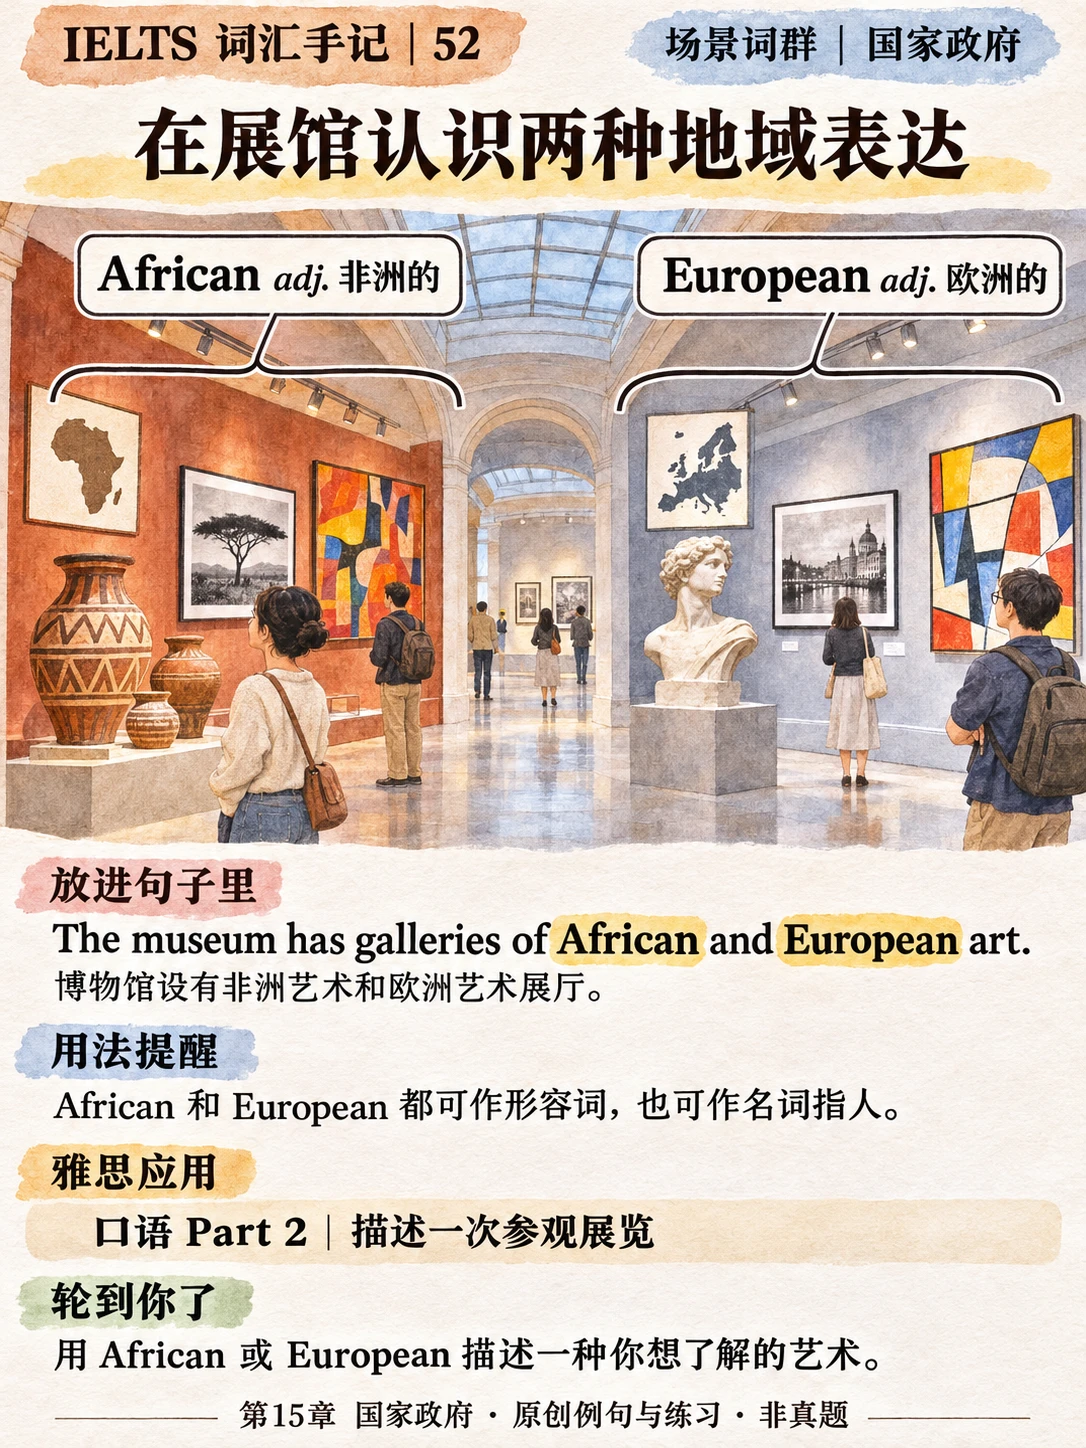 IELTS 词汇手记｜52
场景词群｜国家政府
在展馆认识两种地域表达
African adj. 非洲的
European adj. 欧洲的
放进句子里
The museum has galleries of African and European art.
博物馆设有非洲艺术和欧洲艺术展厅。
用法提醒
African 和 European 都可作形容词，也可作名词指人。
雅思应用
口语 Part 2｜描述一次参观展览
轮到你了
用 African 或 European 描述一种你想了解的艺术。
第15章 国家政府·原创例句与练习·非真题